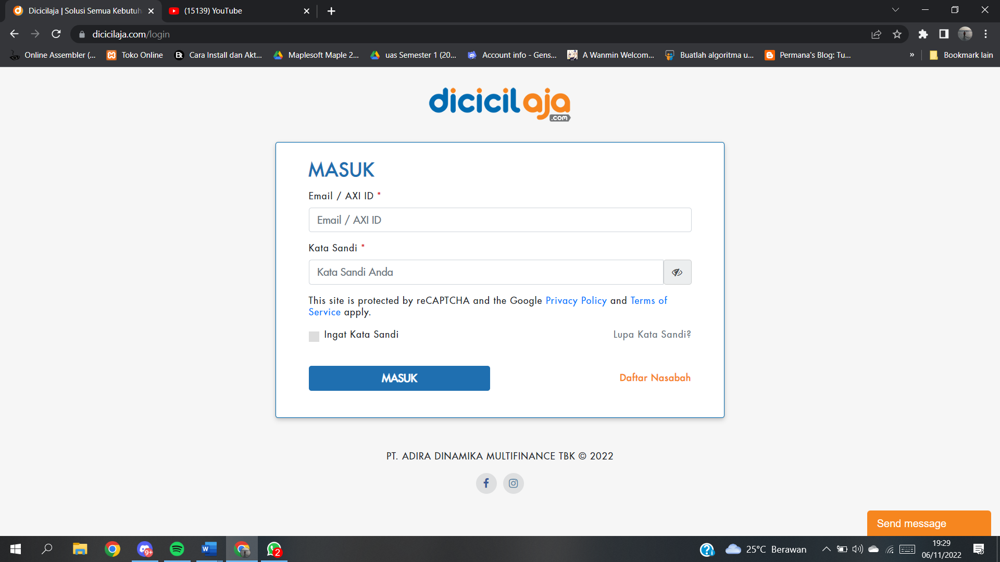 Dicicilaja | Solusi Semua Kebutuh
(15139) YouTube
dicicilaja.com/login
Online Assembler (...
Toko Online
Cara Install dan Akt...
Maplesoft Maple 2...
uas Semester 1 (20...
Account info - Gens...
A Wanmin Welcom...
Buatlah algoritma u...
Permana's Blog: Tu...
»
Bookmark lain
dicicilaja
.com
MASUK
Email / AXI ID *
Email / AXI ID
Kata Sandi *
Kata Sandi Anda
This site is protected by reCAPTCHA and the Google Privacy Policy and Terms of
Service apply.
Ingat Kata Sandi
Lupa Kata Sandi?
MASUK
Daftar Nasabah
PT. ADIRA DINAMIKA MULTIFINANCE TBK © 2022
Send message
9+
2
25°C Berawan
19:29
06/11/2022